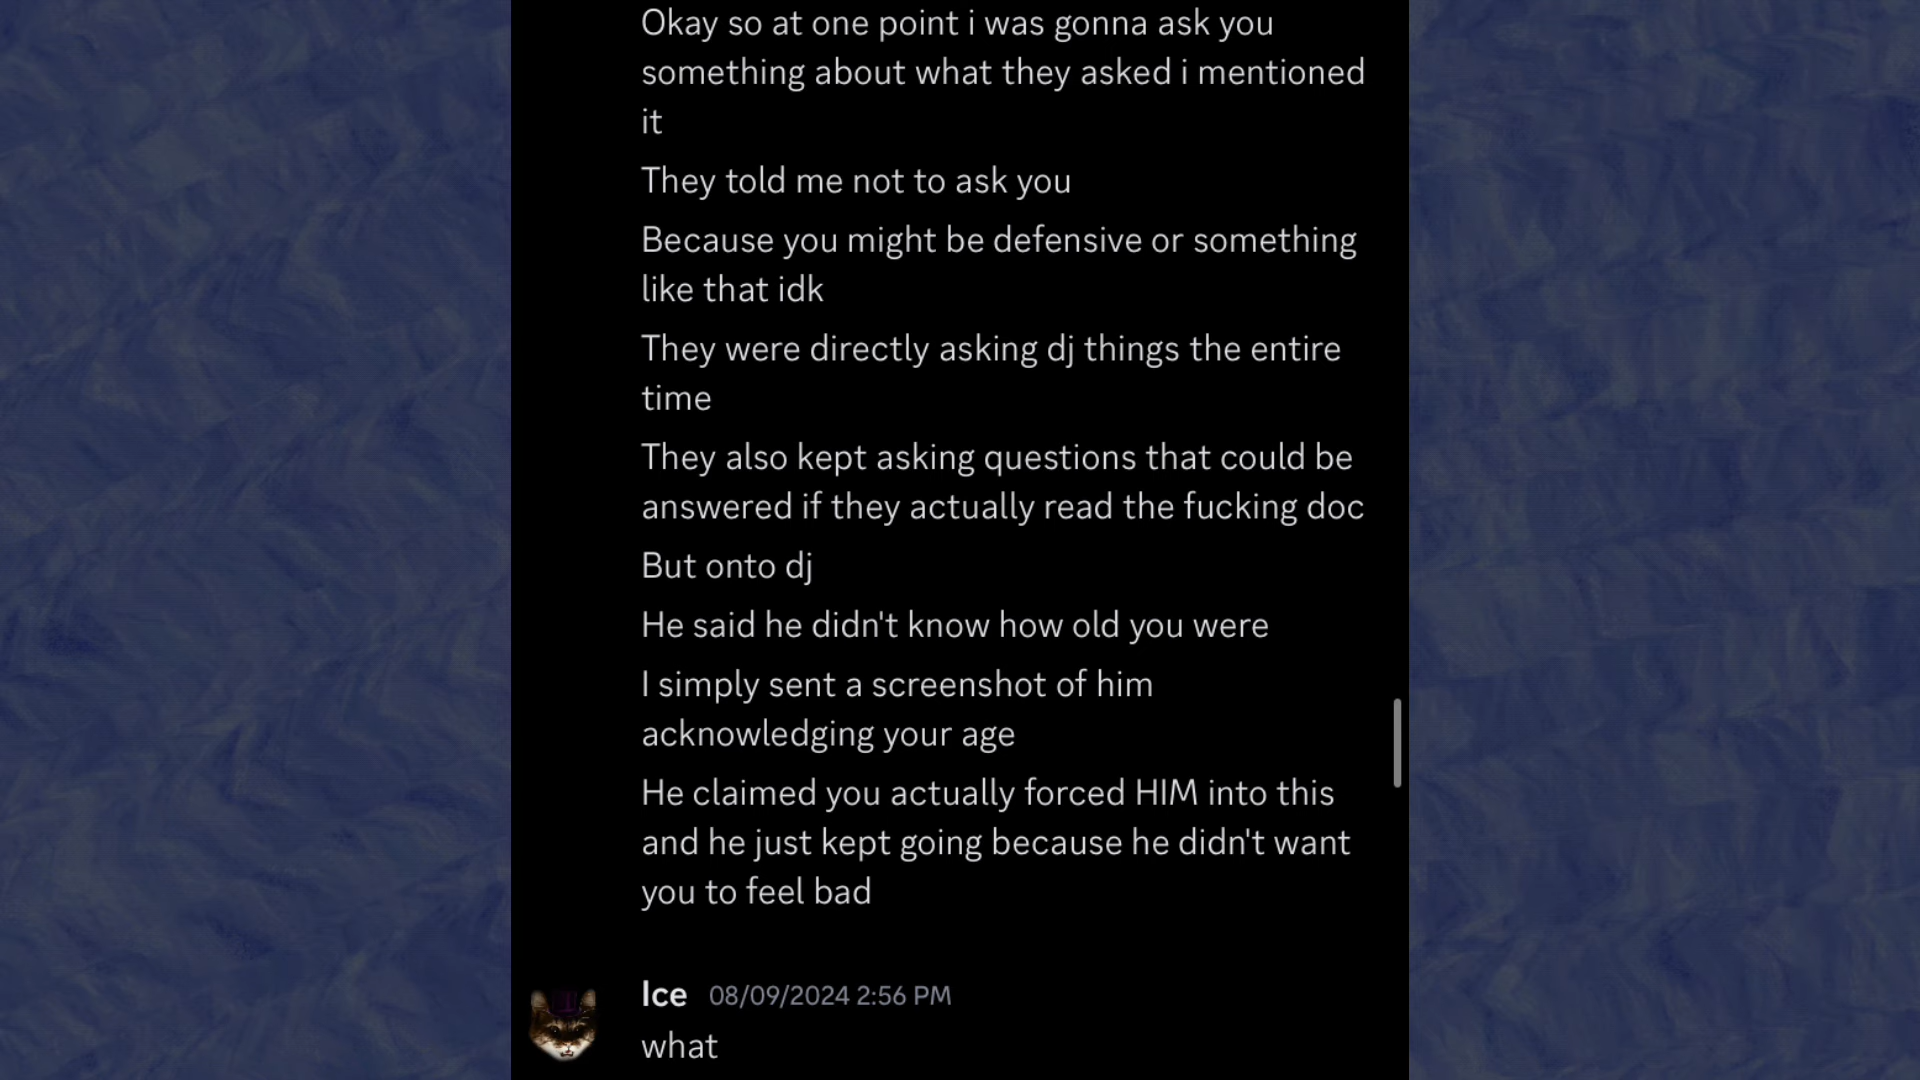 Okay so at one point i was gonna ask you
something about what they asked i mentioned
it
They told me not to ask you
Because you might be defensive or something
like that idk
They were directly asking dj things the entire
time
They also kept asking questions that could be
answered if they actually read the fucking doc
But onto dj
He said he didn't know how old you were
I simply sent a screenshot of him
acknowledging your age
He claimed you actually forced HIM into this
and he just kept going because he didn't want
you to feel bad
Ice 08/09/2024 2:56 PM
what